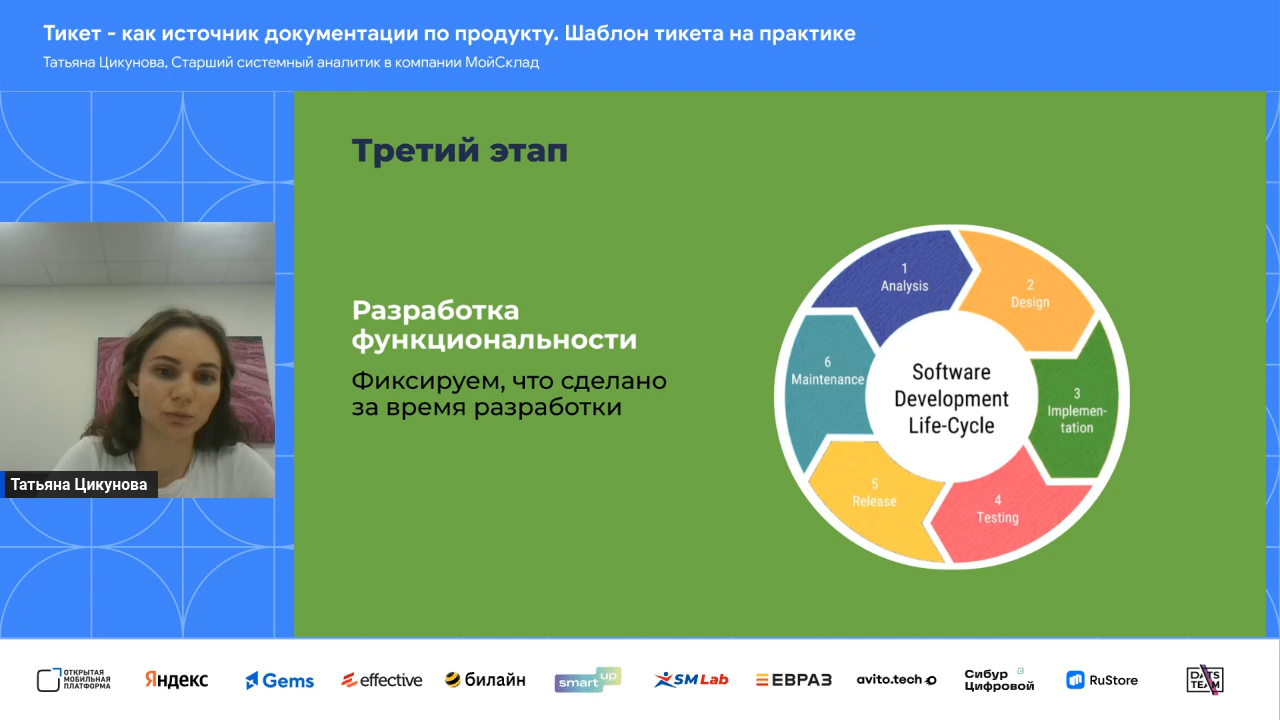 Тикет - как источник документации по продукту. Шаблон тикета на практике
Татьяна Цикунова, Старший системный аналитик в компании МойСклад
Третий этап
Разработка
функциональности
Фиксируем, что сделано
за время разработки
1
Analysis
2
Design
3
Implemen-
tation
4
Testing
5
Release
6
Maintenance
Software
Development
Life-Cycle
Татьяна Цикунова
ОТКРЫТАЯ
МОБИЛЬНАЯ
ПЛАТФОРМА
Яндекс
Gems
effective
билайн
smart up
SM Lab
ЕВРАЗ
avito.tech
Сибур
Цифровой
RuStore
DATS
TEAM